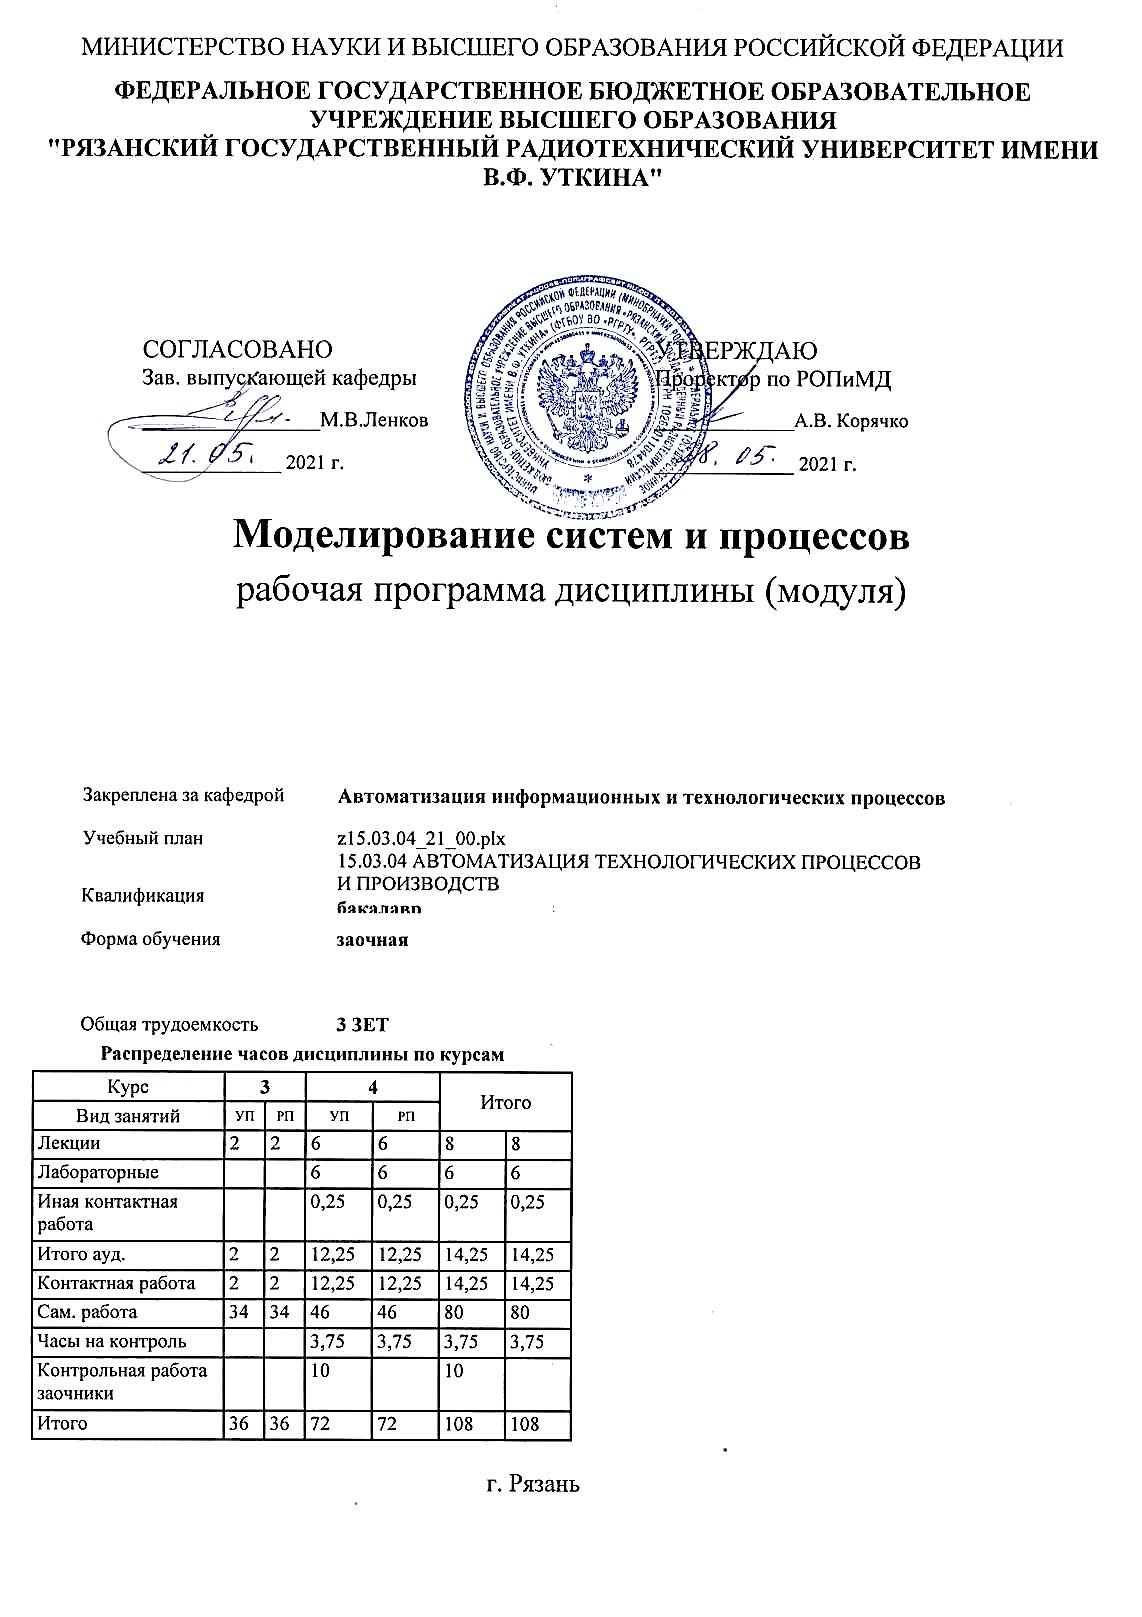 МИНИСТЕРСТВО НАУКИ И ВЫСШЕГО ОБРАЗОВАНИЯ РОССИЙСКОЙ ФЕДЕРАЦИИ
ФЕДЕРАЛЬНОЕ ГОСУДАРСТВЕННОЕ БЮДЖЕТНОЕ ОБРАЗОВАТЕЛЬНОЕ
УЧРЕЖДЕНИЕ ВЫСШЕГО ОБРАЗОВАНИЯ
"РЯЗАНСКИЙ ГОСУДАРСТВЕННЫЙ РАДИОТЕХНИЧЕСКИЙ УНИВЕРСИТЕТ ИМЕНИ
В.Ф. УТКИНА"
СОГЛАСОВАНО
Зав. выпускающей кафедры
М.В.Ленков
21.05. 2021 г.
УТВЕРЖДАЮ
Проректор по РОПиМД
А.В. Корячко
05. 2021 г.
Моделирование систем и процессов
рабочая программа дисциплины (модуля)
Закреплена за кафедрой Автоматизация информационных и технологических процессов
Учебный план z15.03.04_21_00.plx
15.03.04 АВТОМАТИЗАЦИЯ ТЕХНОЛОГИЧЕСКИХ ПРОЦЕССОВ
И ПРОИЗВОДСТВ
Квалификация бакалавр
Форма обучения заочная
Общая трудоемкость 3 ЗЕТ
Распределение часов дисциплины по курсам
Курс 3 4 Итого
Вид занятий УП РП УП РП
Лекции 2 2 6 6 8 8
Лабораторные 6 6 6 6
Иная контактная 0,25 0,25 0,25 0,25
работа
Итого ауд. 2 2 12,25 12,25 14,25 14,25
Контактная работа 2 2 12,25 12,25 14,25 14,25
Сам. работа 34 34 46 46 80 80
Часы на контроль 3,75 3,75 3,75 3,75
Контрольная работа 10 10
заочники
Итого 36 36 72 72 108 108
г. Рязань